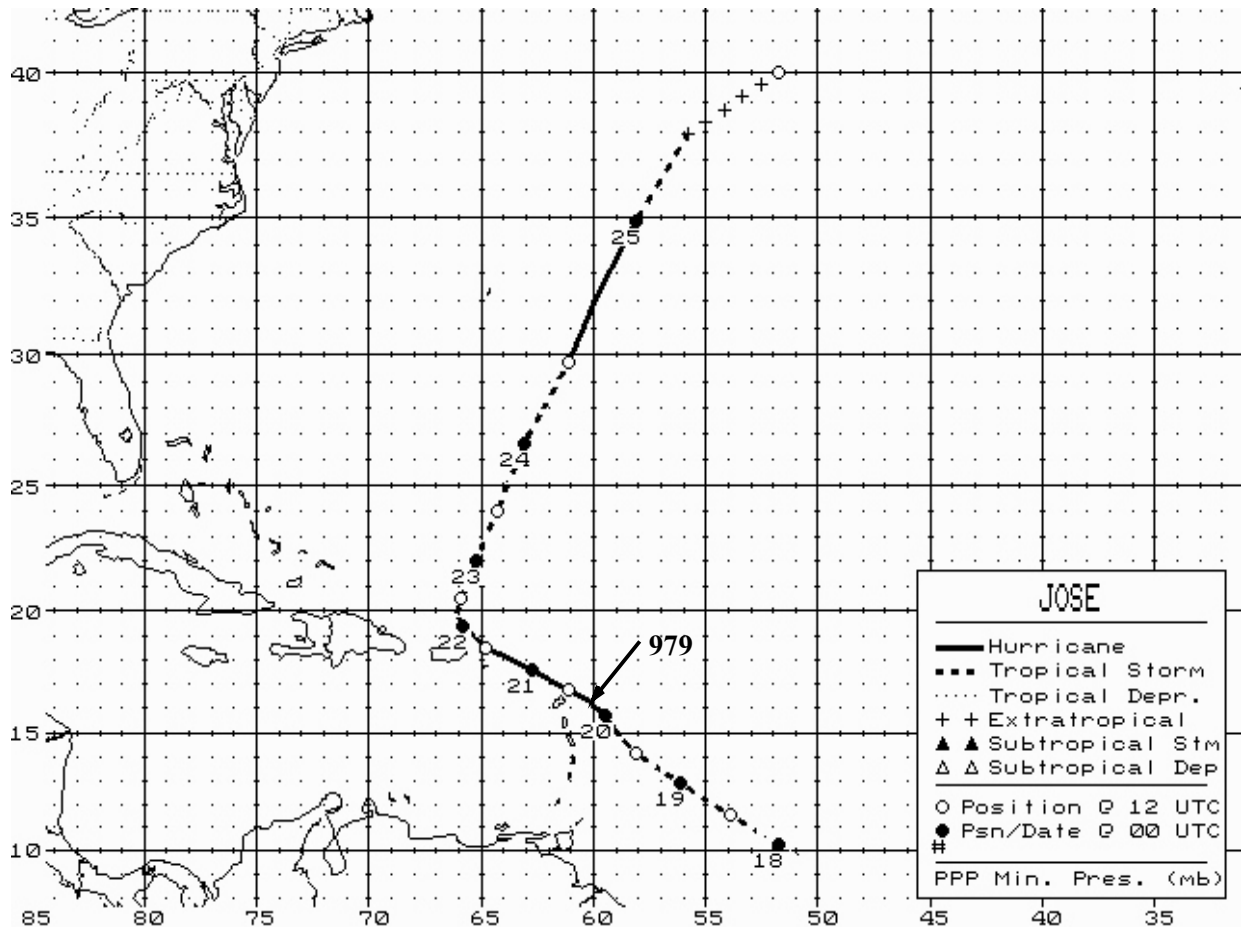 40
35
30
25
20
15
10
85 80 75 70 65 60 55 50 45 40 35
25
24
23
22
21
20
19
18
979
JOSE
Hurricane
Tropical Storm
Tropical Depr.
+ + Extratropical
Subtropical Stm
Subtropical Dep
Position @ 12 UTC
Psn/Date @ 00 UTC
#
PPP Min. Pres. (mb)